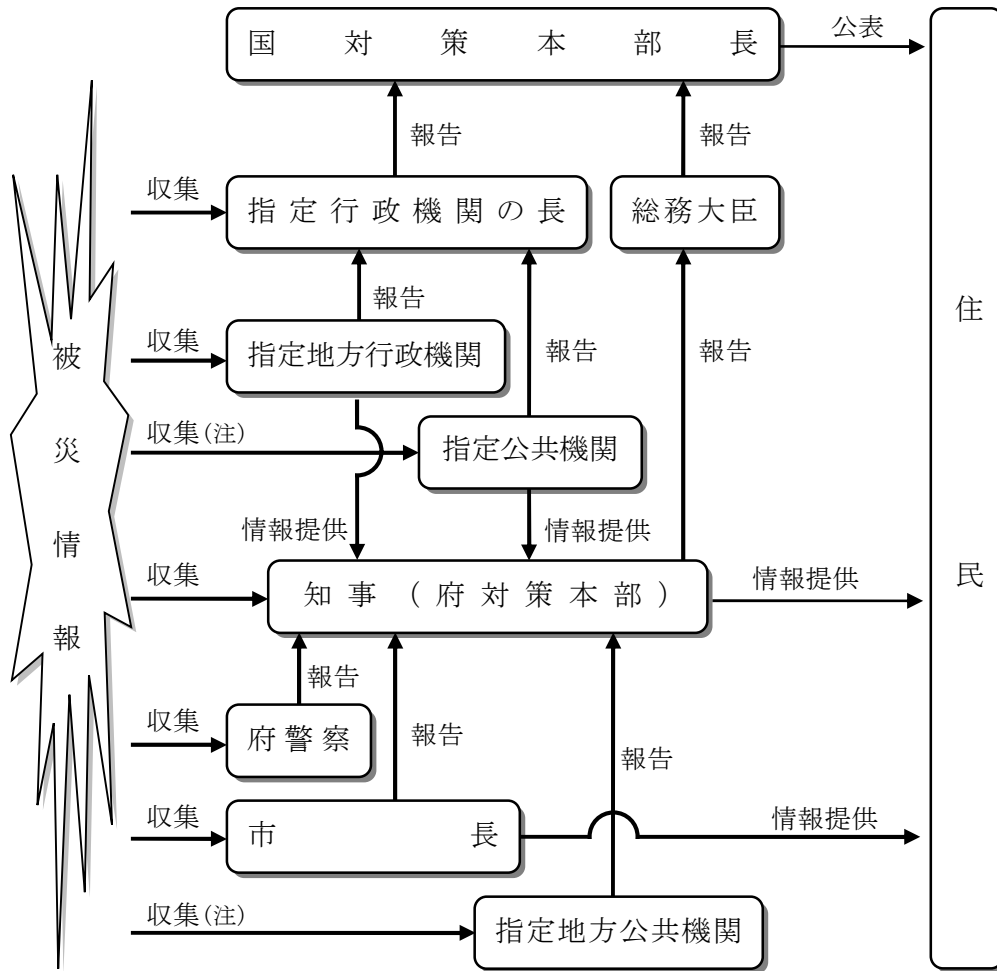 国対策本部長
公表
報告
報告
収集
指定行政機関の長
総務大臣
報告
収集
指定地方行政機関
報告
報告
収集(注)
指定公共機関
情報提供
情報提供
収集
知事（府対策本部）
情報提供
報告
収集
府警察
報告
報告
収集
市長
情報提供
収集(注)
指定地方公共機関
被災情報
住民